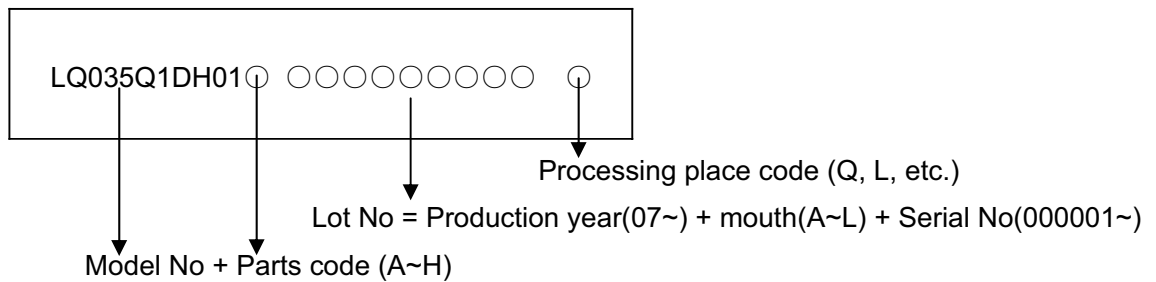 LQ035Q1DH01○ ○○○○○○○○○ ○
Processing place code (Q, L, etc.)
Lot No = Production year(07~) + mouth(A~L) + Serial No(000001~)
Model No + Parts code (A~H)